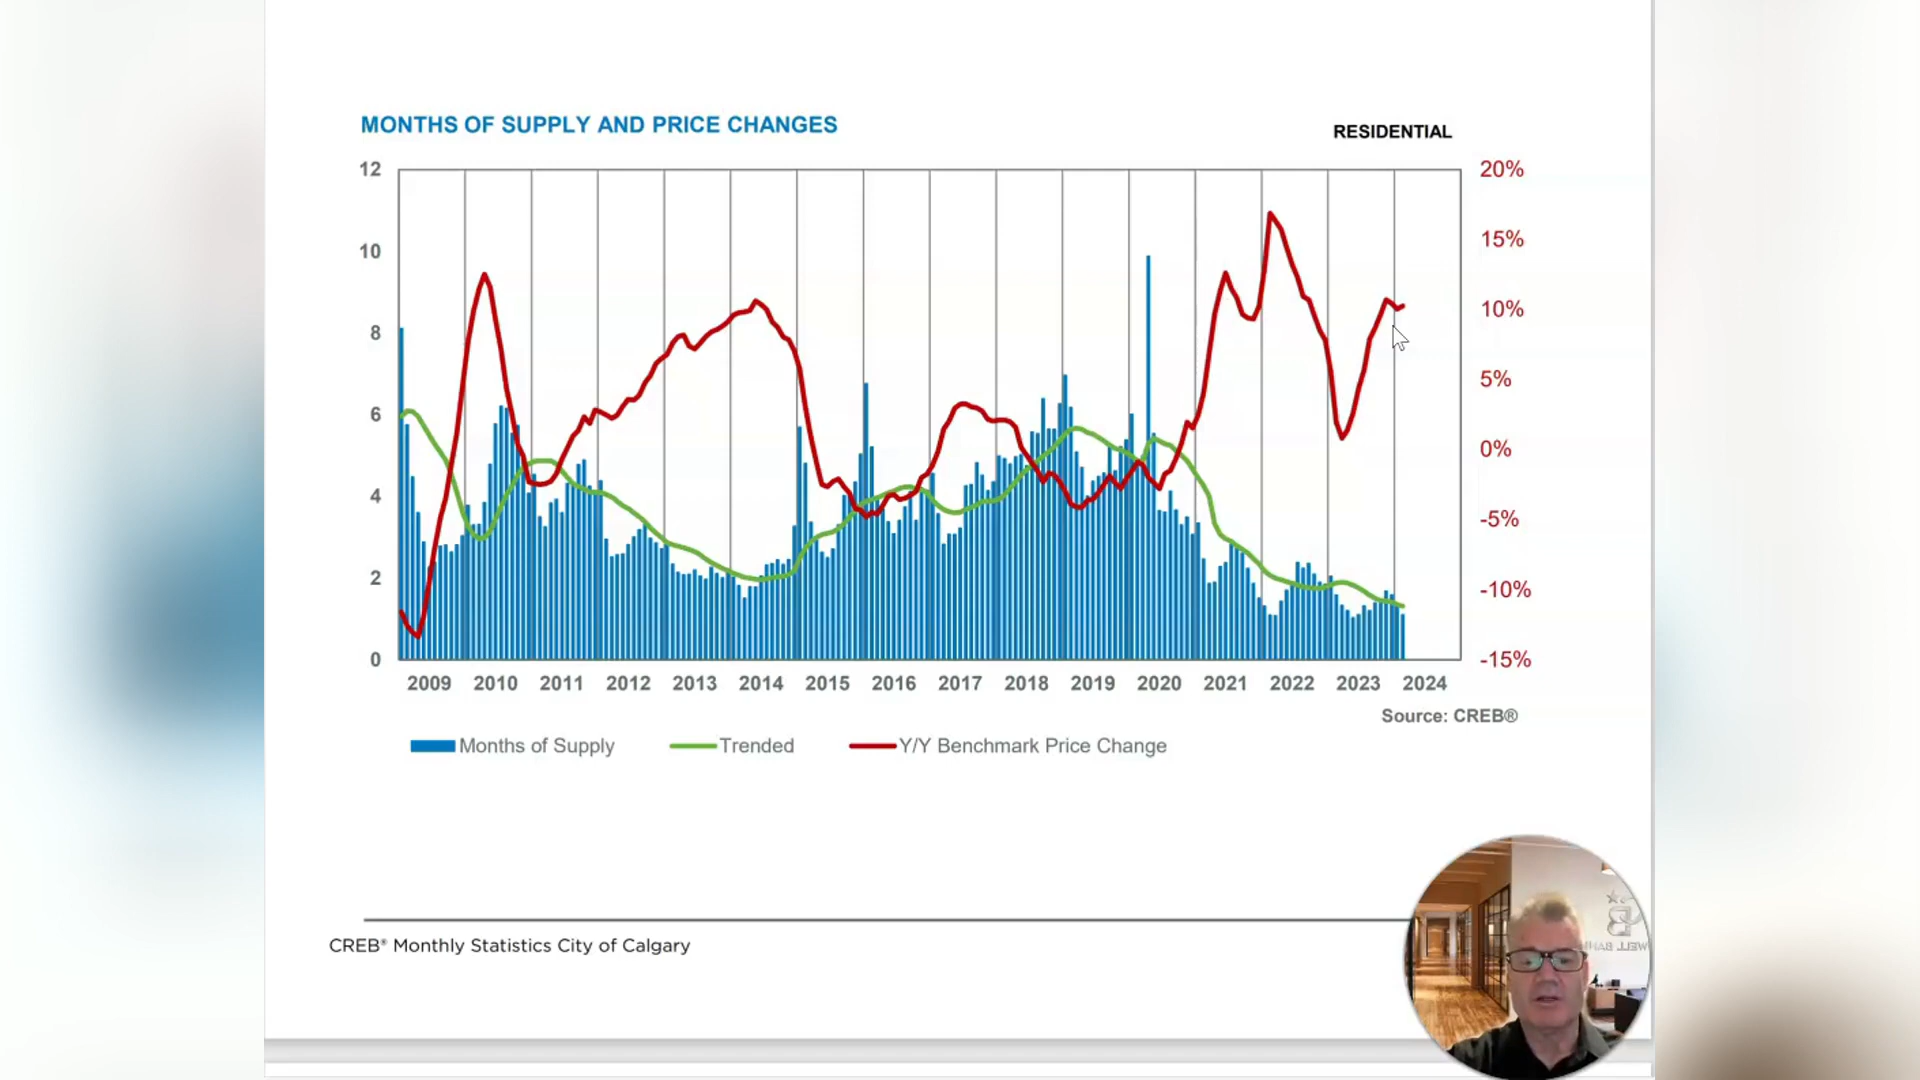 MONTHS OF SUPPLY AND PRICE CHANGES
RESIDENTIAL
12
10
8
6
4
2
0
20%
15%
10%
5%
0%
-5%
-10%
-15%
2009 2010 2011 2012 2013 2014 2015 2016 2017 2018 2019 2020 2021 2022 2023 2024
Source: CREB®
Months of Supply Trended Y/Y Benchmark Price Change
CREB® Monthly Statistics City of Calgary